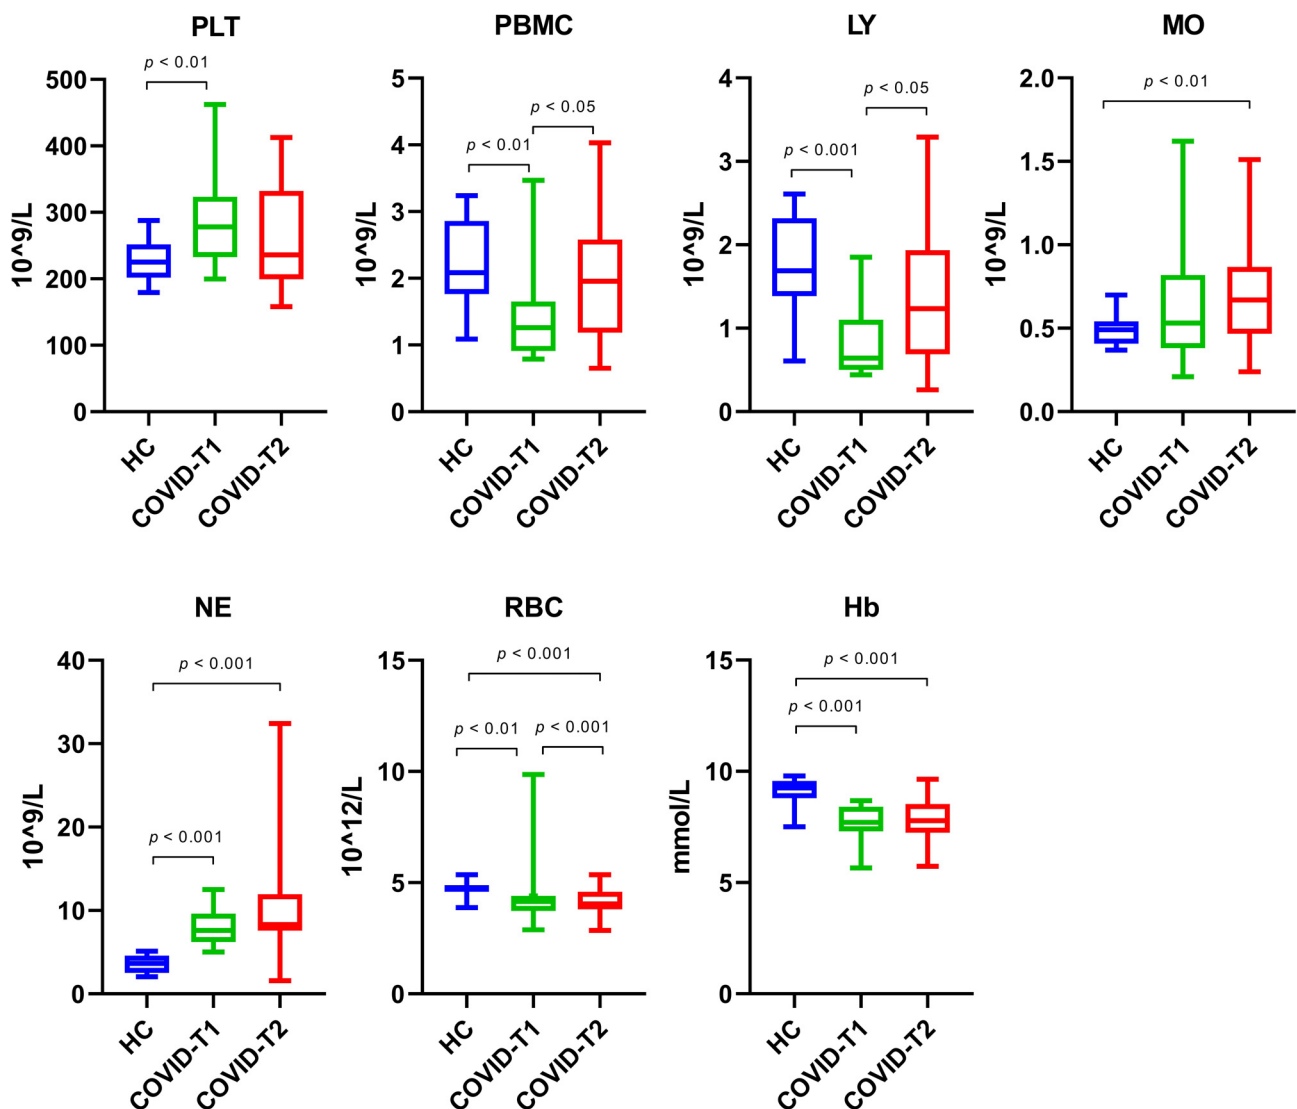 PLT
p < 0.01
500
400
300
200
100
0
10^9/L
HC
COVID-T1
COVID-T2
PBMC
p < 0.05
p < 0.01
5
4
3
2
1
0
10^9/L
HC
COVID-T1
COVID-T2
LY
p < 0.05
p < 0.001
4
3
2
1
0
10^9/L
HC
COVID-T1
COVID-T2
MO
p < 0.01
2.0
1.5
1.0
0.5
0.0
10^9/L
HC
COVID-T1
COVID-T2
NE
p < 0.001
p < 0.001
40
30
20
10
0
10^9/L
HC
COVID-T1
COVID-T2
RBC
p < 0.001
p < 0.01
p < 0.001
15
10
5
0
10^12/L
HC
COVID-T1
COVID-T2
Hb
p < 0.001
p < 0.001
15
10
5
0
mmol/L
HC
COVID-T1
COVID-T2